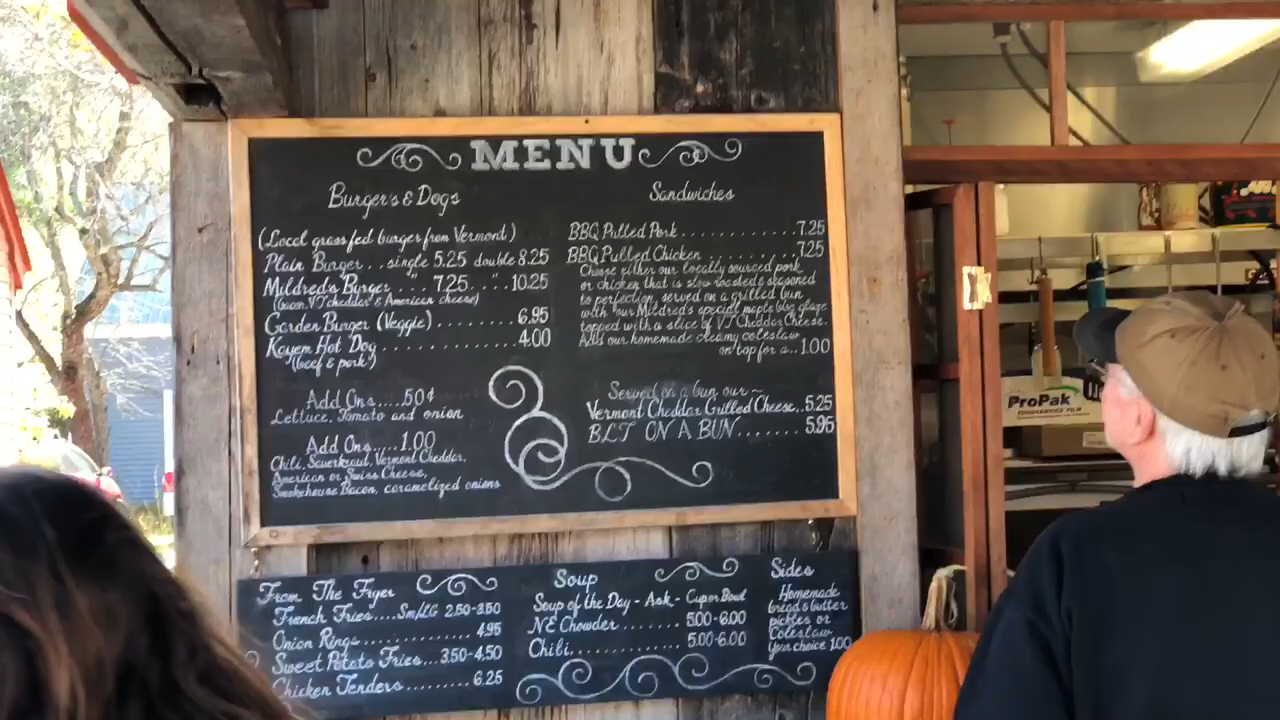 MENU
Burger's & Dogs
(Local grass fed burger from Vermont)
Plain Burger...single 5.25 double 8.25
Mildred's Burger . " . 7.25 . . " . . 10.25
(bacon, VT cheddar & American cheese)
Garden Burger (Veggie) ........ 6.95
Kayem Hot Dog .............. 4.00
(beef & pork)
Add Ons.....50¢
Lettuce, Tomato and onion
Add Ons.....1.00
Chili, Sauerkraut, Vermont Cheddar,
American or Swiss Cheese,
Smokehouse Bacon, caramelized onions
Sandwiches
BBQ Pulled Pork............7.25
BBQ Pulled Chicken.........7.25
Choose either our locally sourced pork
or chicken that is slow roasted & seasoned
to perfection, served on a grilled bun
with our Mildred's special maple bbq glaze
topped with a slice of VT Cheddar Cheese.
Add our homemade creamy coleslaw
on top for a...1.00
Served on a bun our~
Vermont Cheddar Grilled Cheese..5.25
BLT ON A BUN....... 5.95
From The Fryer
French Fries....Sm/LG 2.50-3.50
Onion Rings............. 4.95
Sweet Potato Fries...3.50-4.50
Chicken Tenders......... 6.25
Soup
Soup of the Day - Ask - Cup or Bowl
NE Chowder ....... 5.00-6.00
Chili.............. 5.00-6.00
Sides
Homemade
bread & butter
pickles or
Coleslaw
Your choice 1.00
ProPak
FOODSERVICE FILM